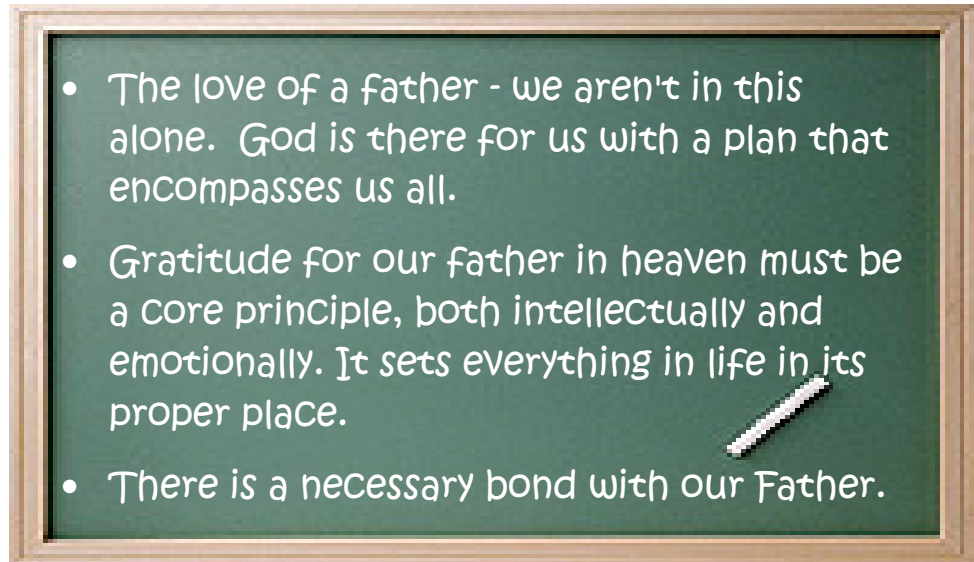 • The love of a father - we aren't in this
alone.  God is there for us with a plan that
encompasses us all.
• Gratitude for our father in heaven must be
a core principle, both intellectually and
emotionally. It sets everything in life in its
proper place.
• There is a necessary bond with our Father.